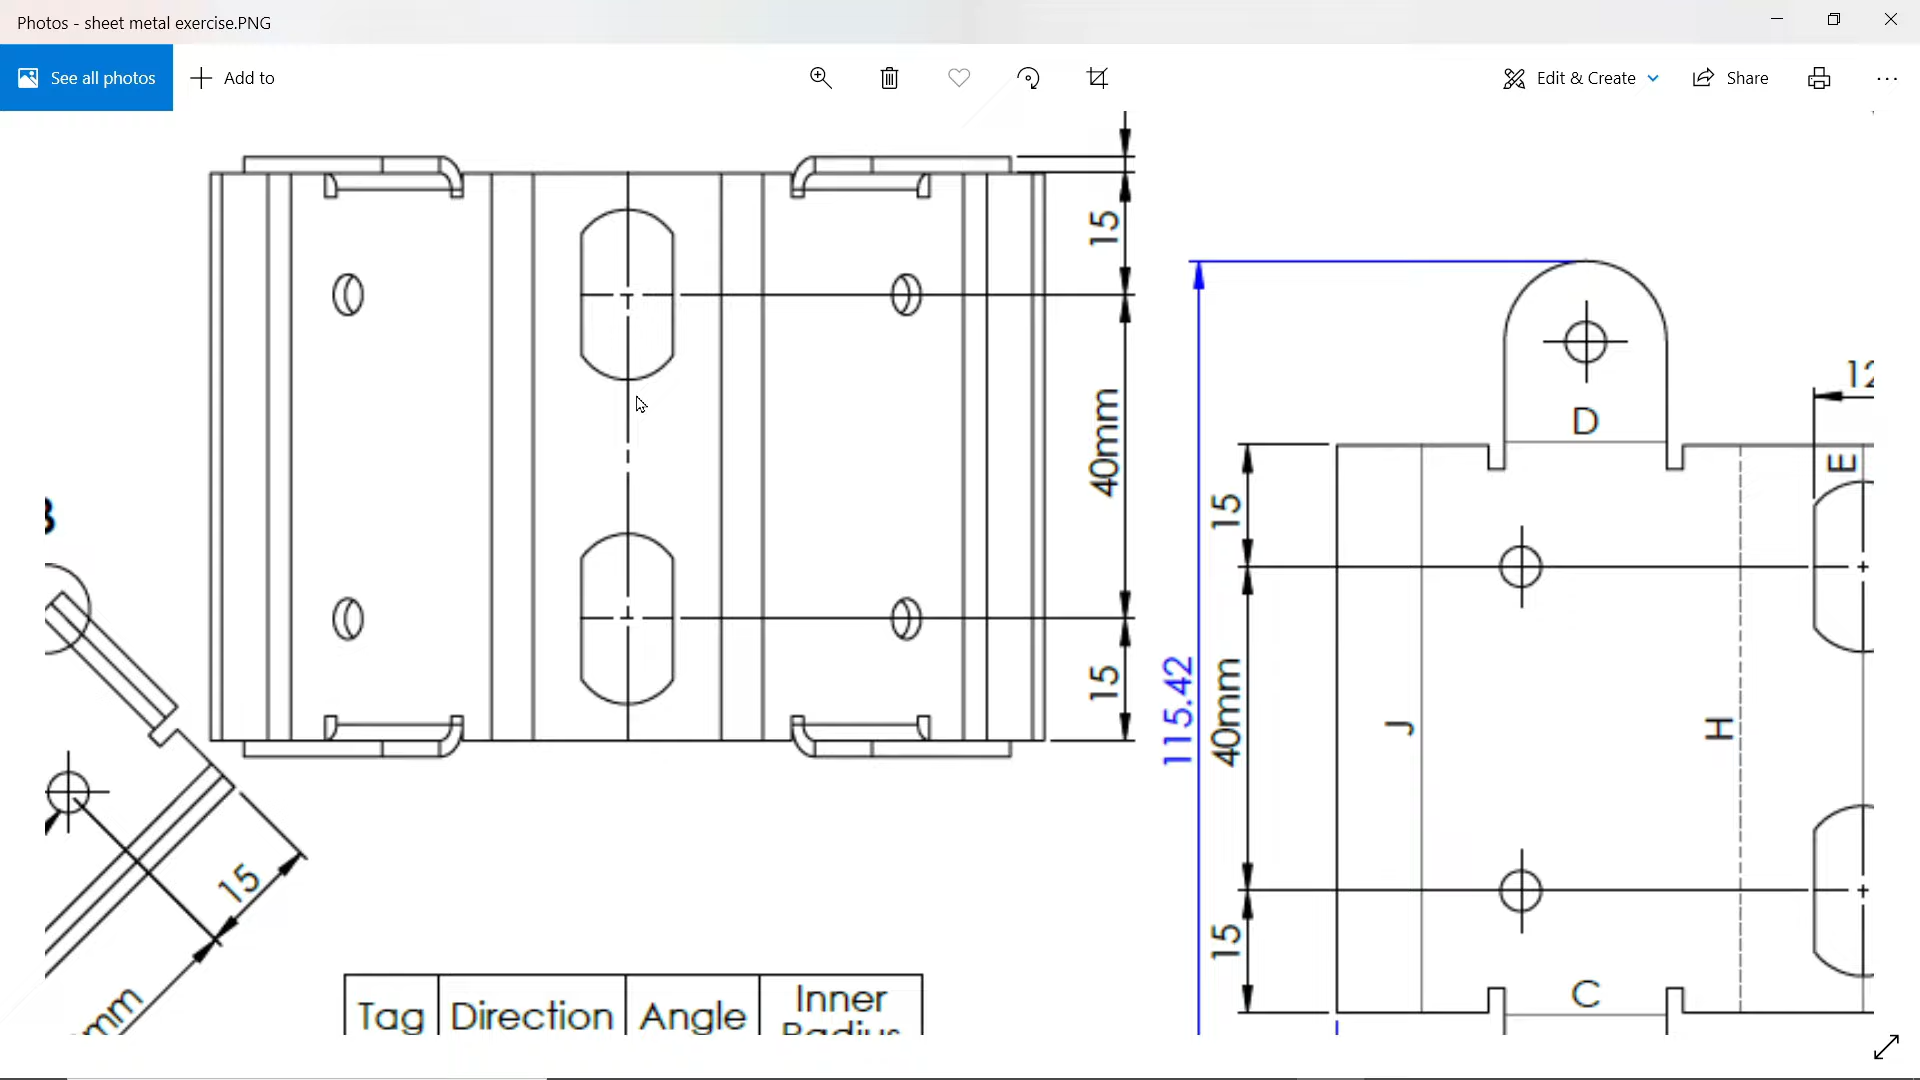 Photos - sheet metal exercise.PNG
See all photos
Add to
Edit & Create
Share
15
40mm
15
D
12
E
15
115.42
40mm
J
H
15
C
15
mm
Tag
Direction
Angle
Inner
Radius